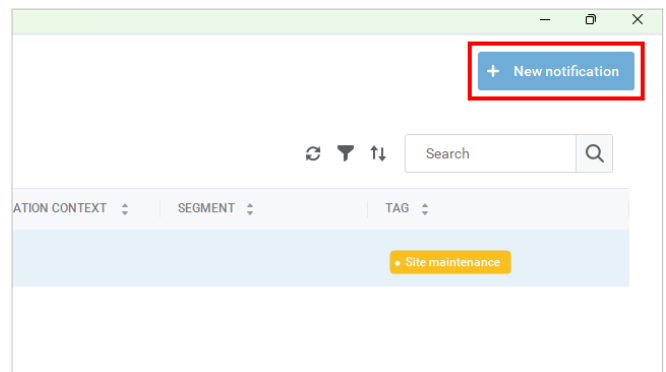 + New notification
Search
ATION CONTEXT SEGMENT TAG
Site maintenance